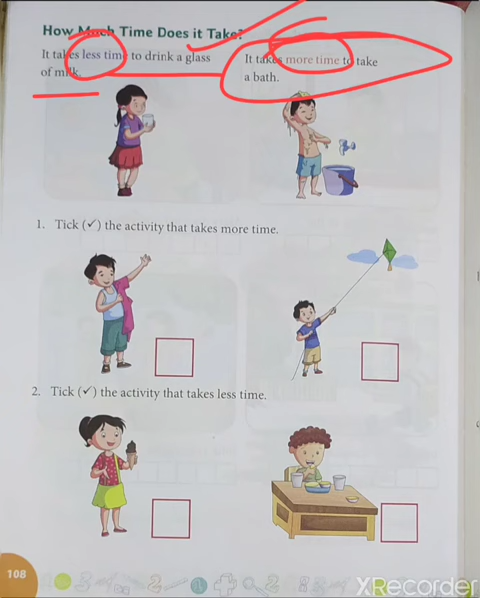 How Much Time Does it Take?
It takes less time to drink a glass
of milk.
It takes more time to take
a bath.
1. Tick (✓) the activity that takes more time.
2. Tick (✓) the activity that takes less time.
108
XRecorder